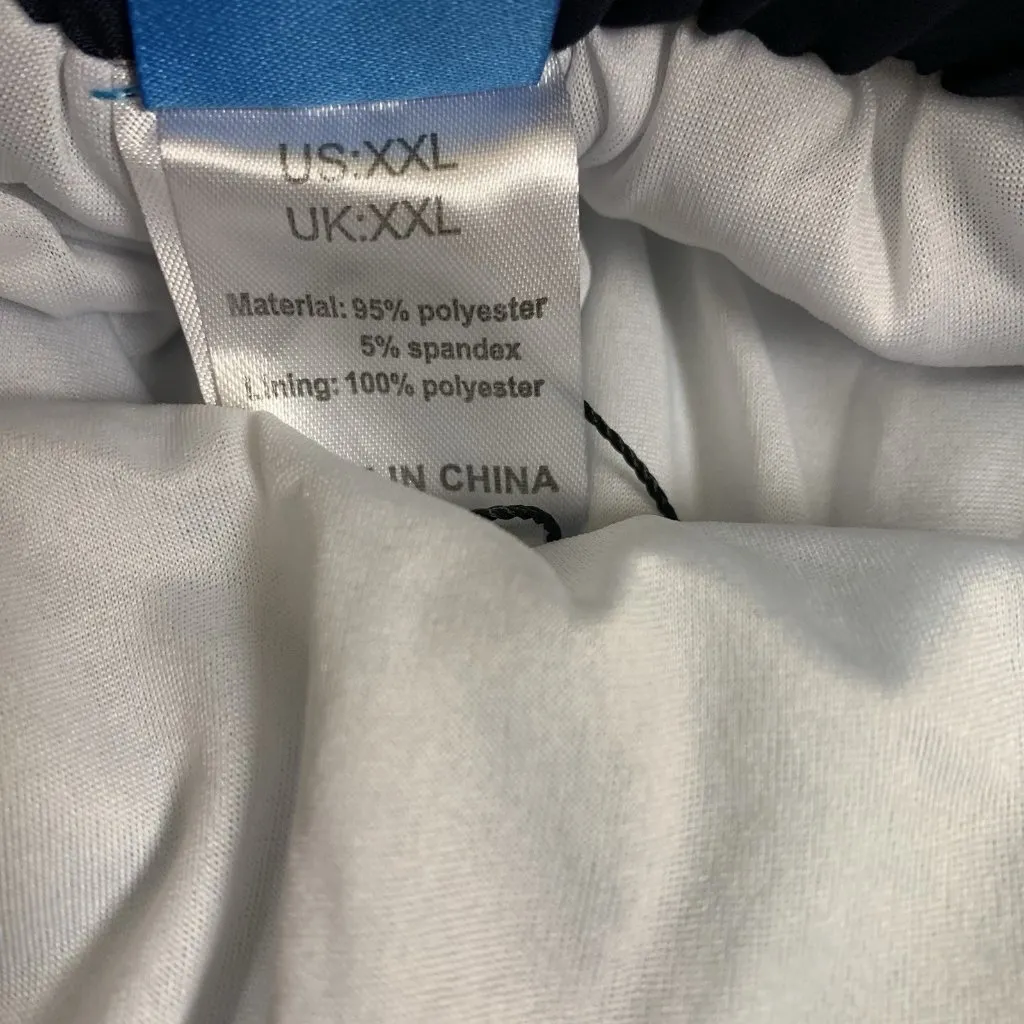 US:XXL
UK:XXL
Material: 95% polyester
5% spandex
Lining: 100% polyester
IN CHINA